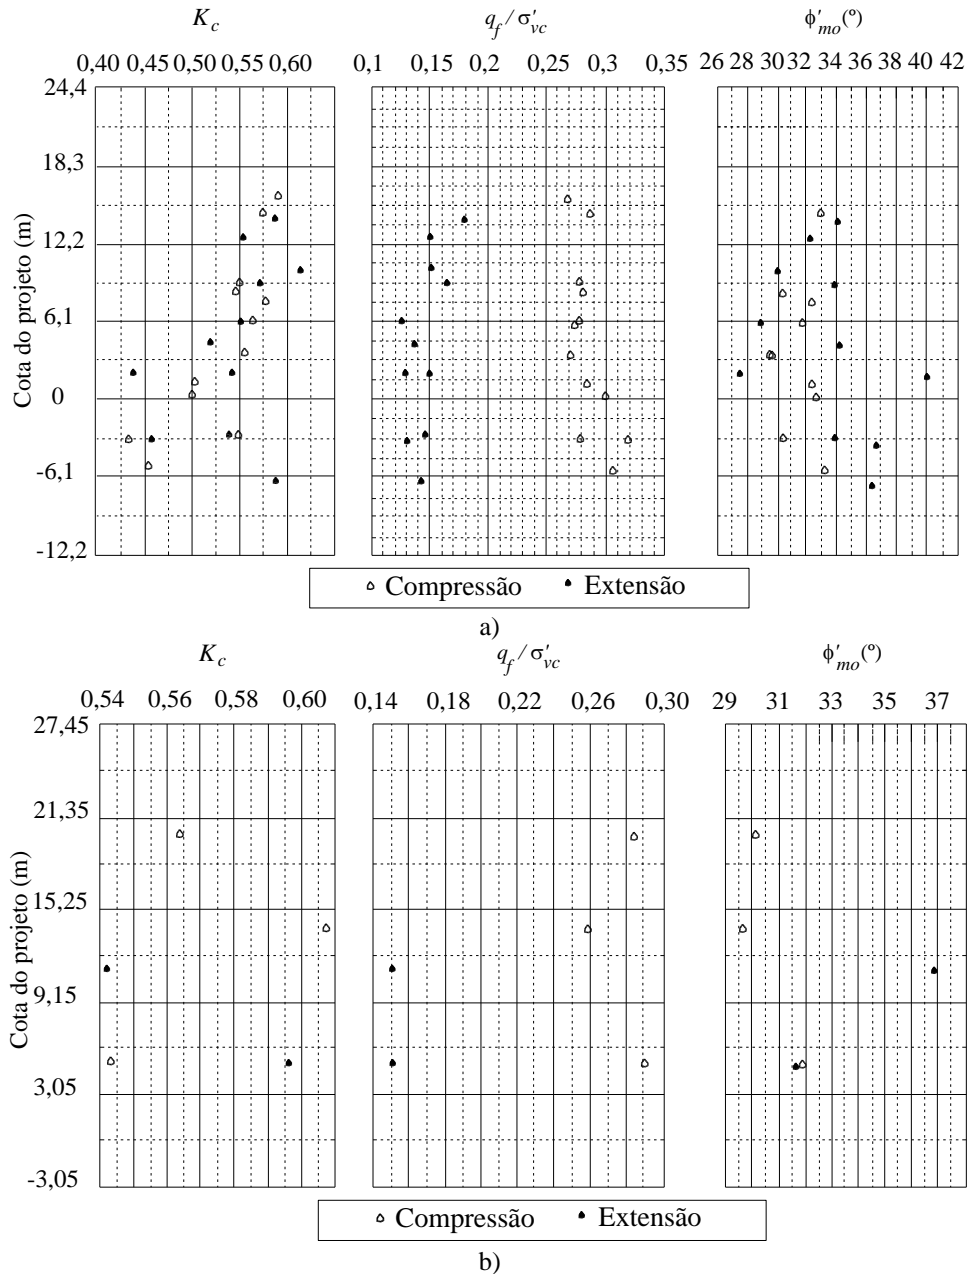 K_c q_f / σ'_vc ϕ'_mo(º)
0,40 0,45 0,50 0,55 0,60 0,1 0,15 0,2 0,25 0,3 0,35 26 28 30 32 34 36 38 40 42
24,4
18,3
12,2
6,1
0
-6,1
-12,2
Cota do projeto (m)
Compressão Extensão
a)
K_c q_f / σ'_vc ϕ'_mo(º)
0,54 0,56 0,58 0,60 0,14 0,18 0,22 0,26 0,30 29 31 33 35 37
27,45
21,35
15,25
9,15
3,05
-3,05
Cota do projeto (m)
Compressão Extensão
b)